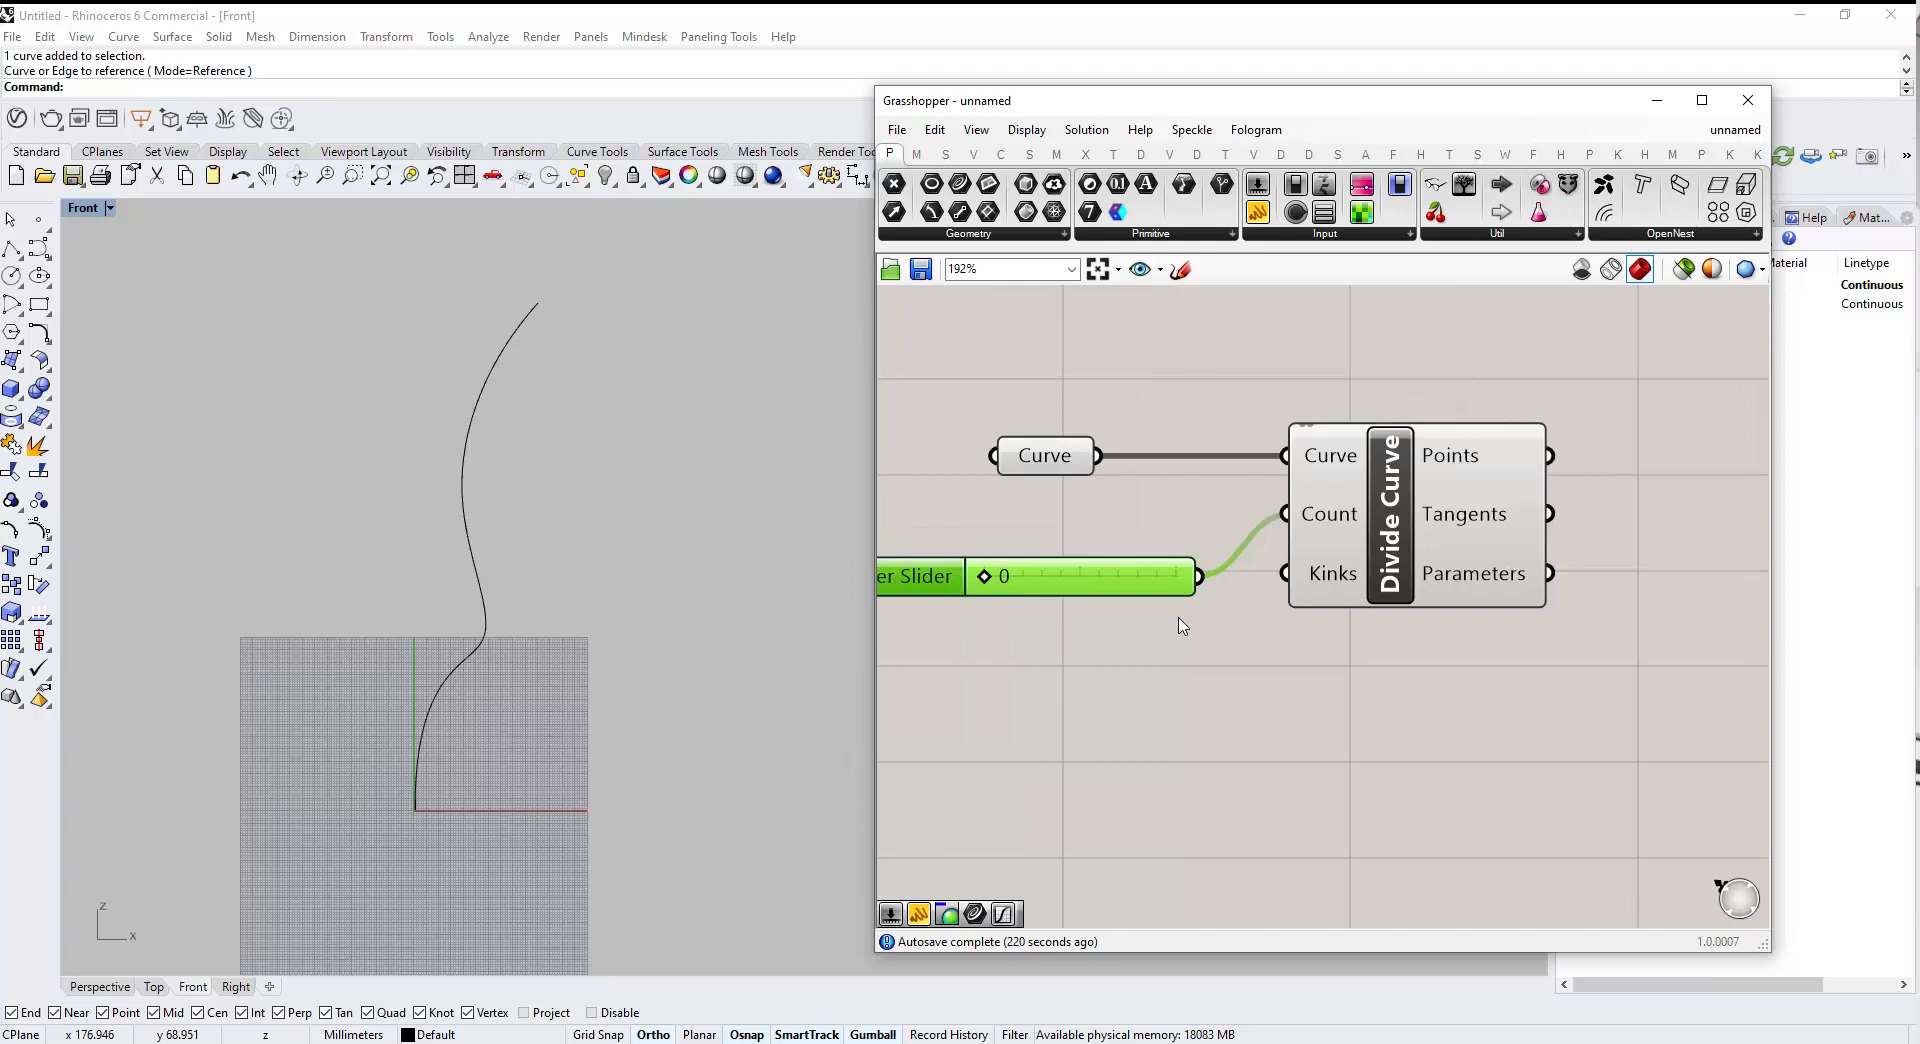 Untitled - Rhinoceros 6 Commercial - [Front]
File Edit View Curve Surface Solid Mesh Dimension Transform Tools Analyze Render Panels Mindesk Paneling Tools Help
1 curve added to selection.
Curve or Edge to reference ( Mode=Reference )
Command:
Standard CPlanes Set View Display Select Viewport Layout Visibility Transform Curve Tools Surface Tools Mesh Tools Render Too
Front
Grasshopper - unnamed
File Edit View Display Solution Help Speckle Fologram unnamed
P M S V C S M X T D V D T V D D S A F H T S W F H P K H M P K K
Geometry Primitive Input Util OpenNest
192%
Help Mat...
Material Linetype
Continuous
Continuous
Curve
er Slider 0
Curve
Count
Kinks
Divide Curve
Points
Tangents
Parameters
Autosave complete (220 seconds ago)
1.0.0007
z
x
Perspective Top Front Right
End Near Point Mid Cen Int Perp Tan Quad Knot Vertex Project Disable
CPlane x 176.946 y 68.951 z Millimeters Default Grid Snap Ortho Planar Osnap SmartTrack Gumball Record History Filter Available physical memory: 18083 MB